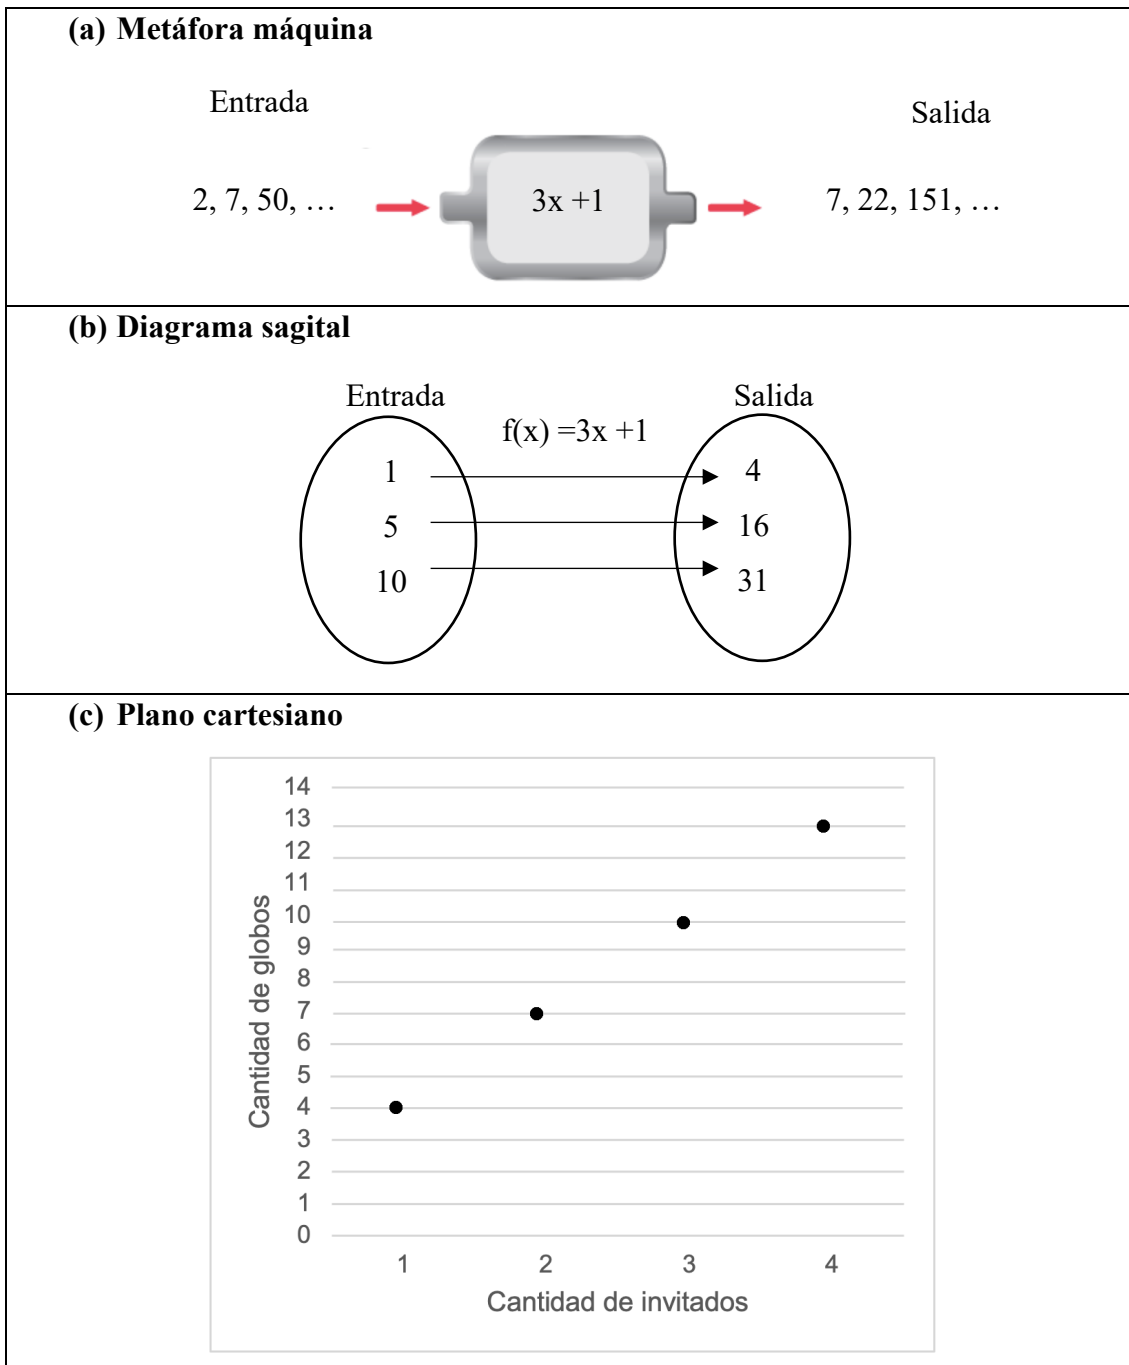 (a) Metáfora máquina
Entrada
Salida
2, 7, 50, …
3x +1
7, 22, 151, …
(b) Diagrama sagital
Entrada
Salida
f(x) =3x +1
1
4
5
16
10
31
(c) Plano cartesiano
14
13
12
11
10
9
8
7
6
5
4
3
2
1
0
Cantidad de globos
1 2 3 4
Cantidad de invitados